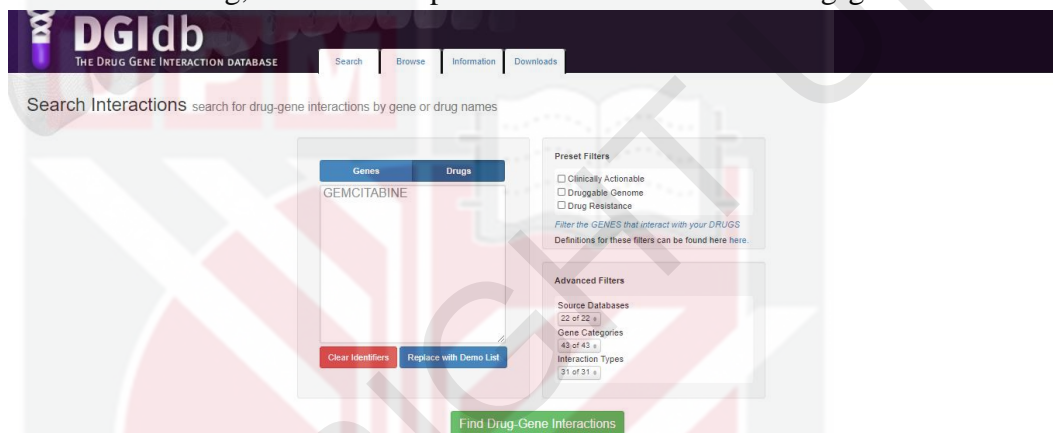 DGIdb
THE DRUG GENE INTERACTION DATABASE
Search Browse Information Downloads
Search Interactions search for drug-gene interactions by gene or drug names
Genes Drugs
GEMCITABINE
Clear Identifiers Replace with Demo List
Preset Filters
Clinically Actionable
Druggable Genome
Drug Resistance
Filter the GENES that interact with your DRUGS
Definitions for these filters can be found here here.
Advanced Filters
Source Databases
22 of 22
Gene Categories
43 of 43
Interaction Types
31 of 31
Find Drug-Gene Interactions